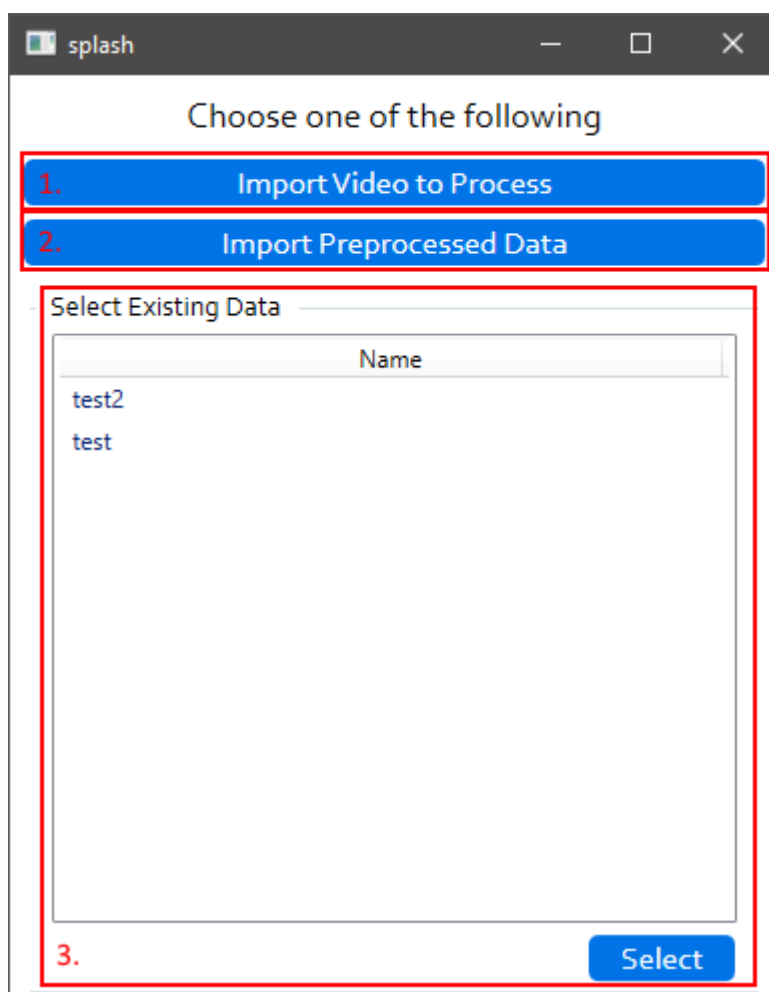 splash
Choose one of the following
1. Import Video to Process
2. Import Preprocessed Data
Select Existing Data
Name
test2
test
3. Select